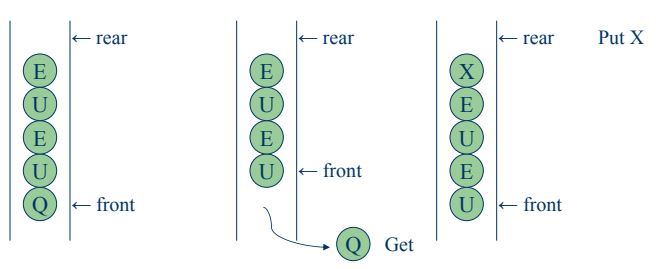 ← rear
E
U
E
U
Q
← front
← rear
E
U
E
U
← front
Q Get
← rear Put X
X
E
U
E
U
← front